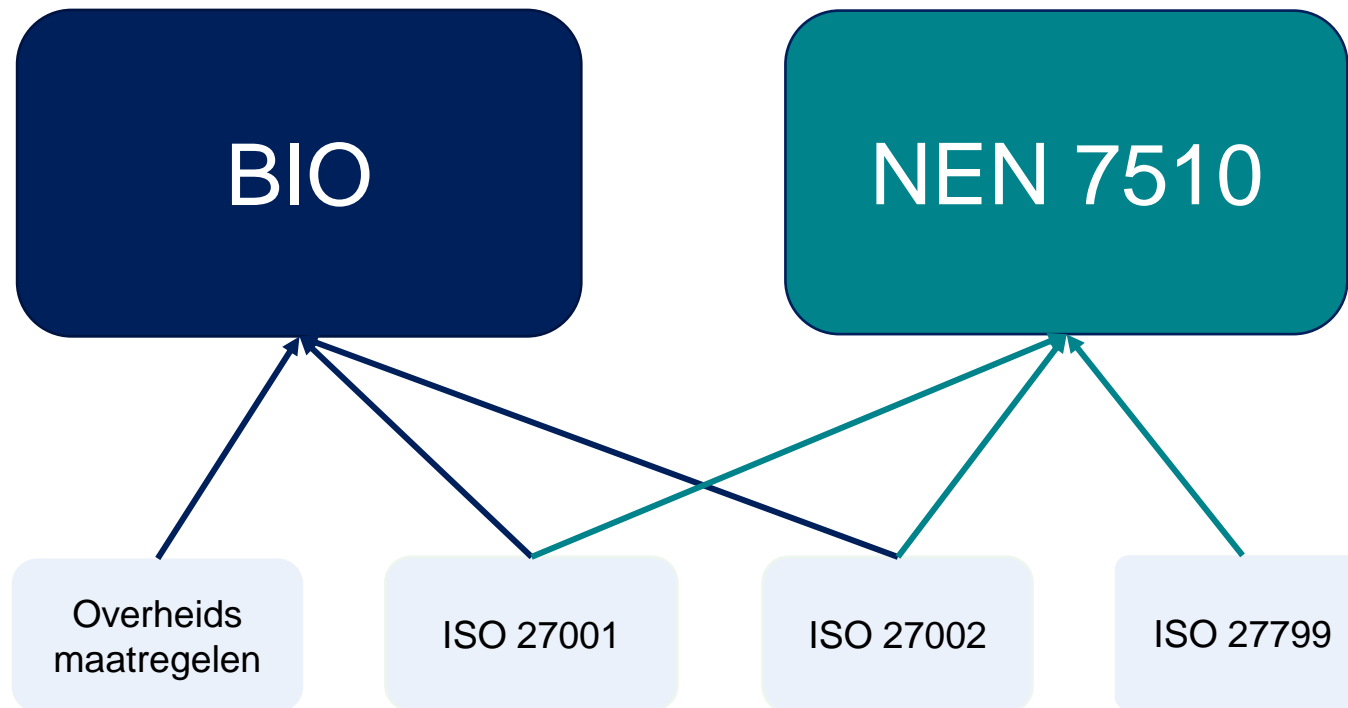 BIO
NEN 7510
Overheids
maatregelen
ISO 27001
ISO 27002
ISO 27799